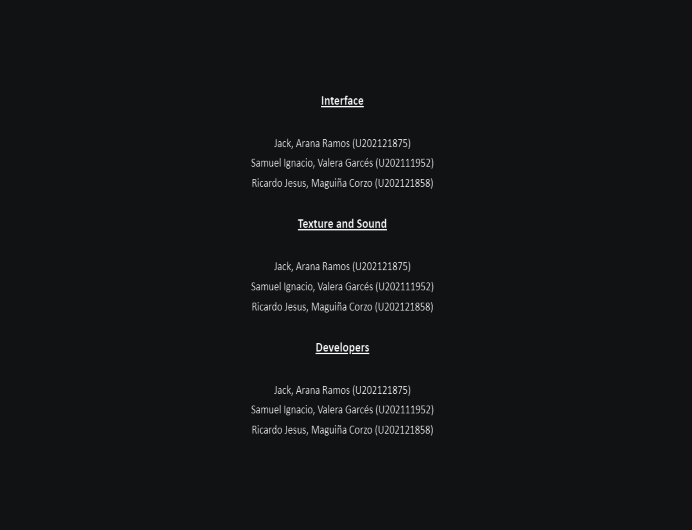 Interface
Jack, Arana Ramos (U202121875)
Samuel Ignacio, Valera Garcés (U202111952)
Ricardo Jesus, Maguiña Corzo (U202121858)
Texture and Sound
Jack, Arana Ramos (U202121875)
Samuel Ignacio, Valera Garcés (U202111952)
Ricardo Jesus, Maguiña Corzo (U202121858)
Developers
Jack, Arana Ramos (U202121875)
Samuel Ignacio, Valera Garcés (U202111952)
Ricardo Jesus, Maguiña Corzo (U202121858)